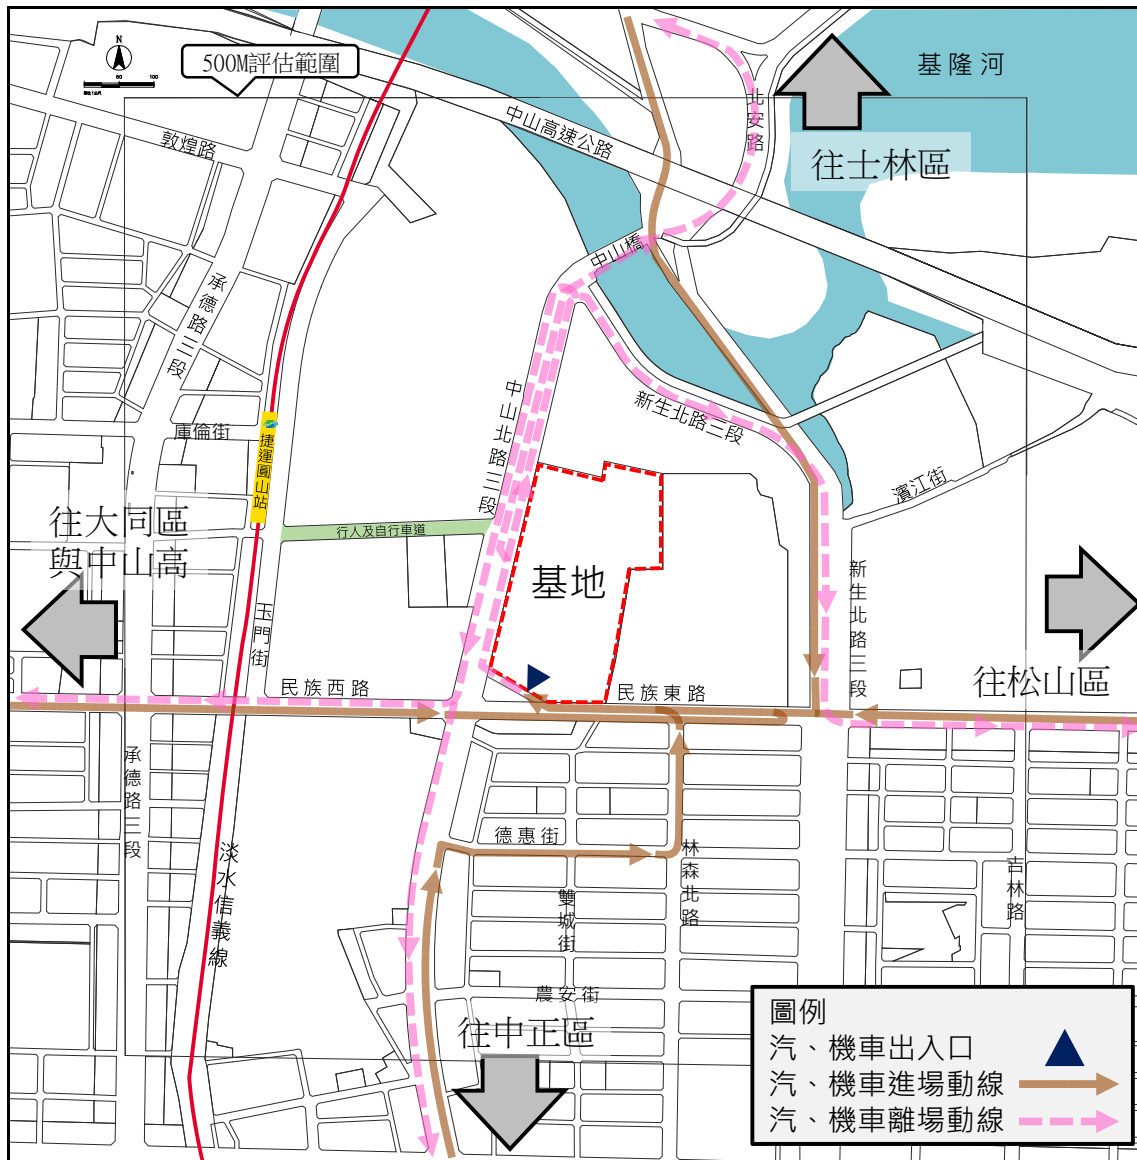 N
500M評估範圍
基隆河
北安路
中山高速公路
敦煌路
往士林區
中山橋
承德路三段
中山北路三段
新生北路三段
庫倫街
捷運圓山站
濱江街
往大同區
與中山高
行人及自行車道
基地
新生北路三段
玉門街
民族西路
民族東路
往松山區
承德路三段
德惠街
林森北路
淡水信義線
雙城街
吉林路
農安街
往中正區
圖例
汽、機車出入口
汽、機車進場動線
汽、機車離場動線